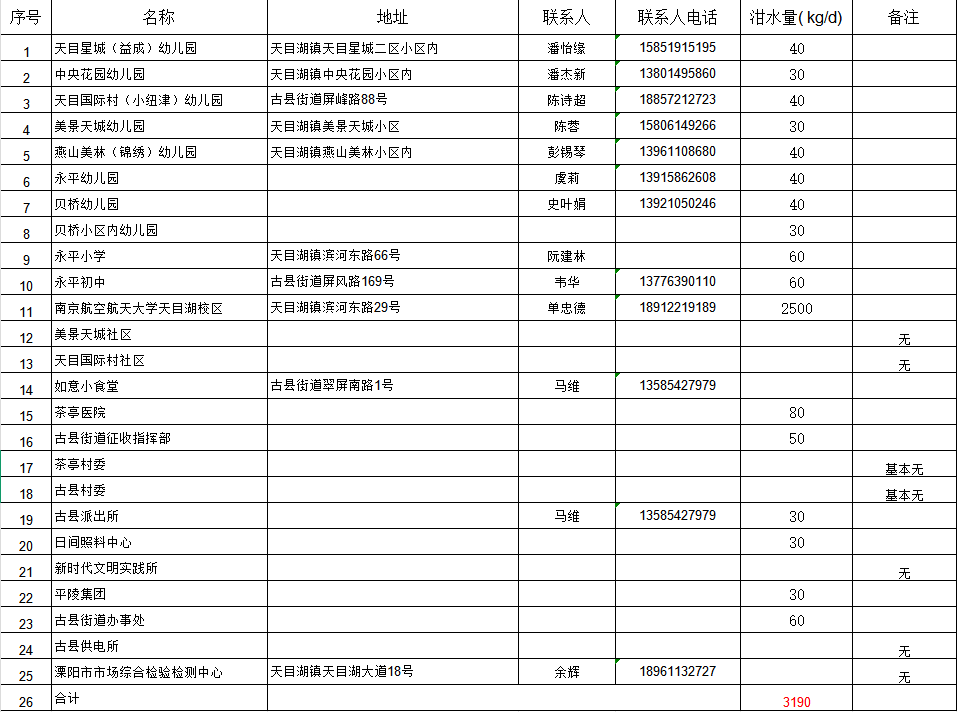 序号 名称 地址 联系人 联系人电话 泔水量( kg/d) 备注
1 天目星城（益成）幼儿园 天目湖镇天目星城二区小区内 潘怡缘 15851915195 40
2 中央花园幼儿园 天目湖镇中央花园小区内 潘杰新 13801495860 30
3 天目国际村（小纽津）幼儿园 古县街道屏峰路88号 陈诗超 18857212723 40
4 美景天城幼儿园 天目湖镇美景天城小区 陈蓉 15806149266 30
5 燕山美林（锦绣）幼儿园 天目湖镇燕山美林小区内 彭锡琴 13961108680 40
6 永平幼儿园 虞莉 13915862608 40
7 贝桥幼儿园 史叶娟 13921050246 40
8 贝桥小区内幼儿园 30
9 永平小学 天目湖镇滨河东路66号 阮建林 60
10 永平初中 古县街道屏风路169号 韦华 13776390110 60
11 南京航空航天大学天目湖校区 天目湖镇滨河东路29号 单忠德 18912219189 2500
12 美景天城社区 无
13 天目国际村社区 无
14 如意小食堂 古县街道翠屏南路1号 马维 13585427979
15 茶亭医院 80
16 古县街道征收指挥部 50
17 茶亭村委 基本无
18 古县村委 基本无
19 古县派出所 马维 13585427979 30
20 日间照料中心 30
21 新时代文明实践所 无
22 平陵集团 30
23 古县街道办事处 60
24 古县供电所 无
25 溧阳市市场综合检验检测中心 天目湖镇天目湖大道18号 余辉 18961132727 无
26 合计 3190